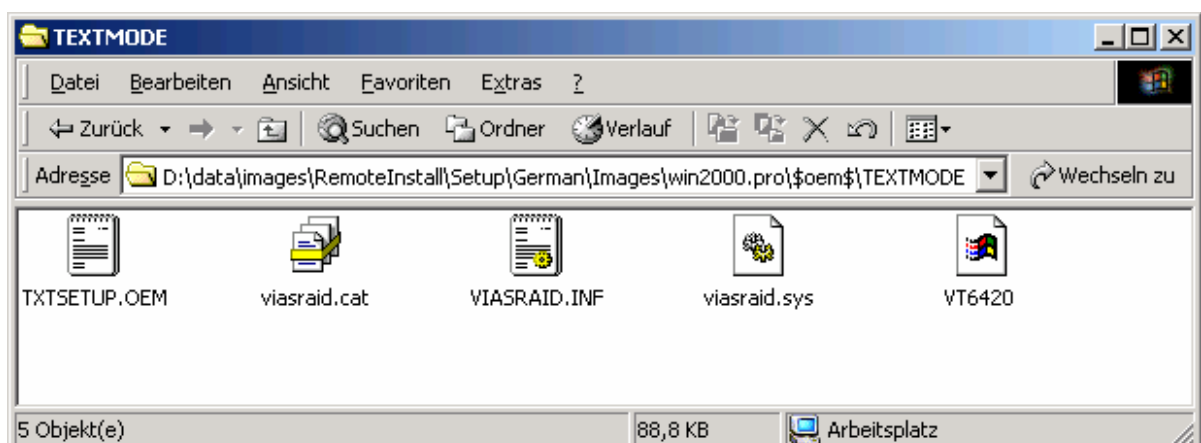 TEXTMODE
Datei Bearbeiten Ansicht Favoriten Extras ?
Zurück Suchen Ordner Verlauf
Adresse D:\data\images\RemoteInstall\Setup\German\Images\win2000.pro\$oem$\TEXTMODE Wechseln zu
TXTSETUP.OEM viasraid.cat VIASRAID.INF viasraid.sys VT6420
5 Objekt(e) 88,8 KB Arbeitsplatz